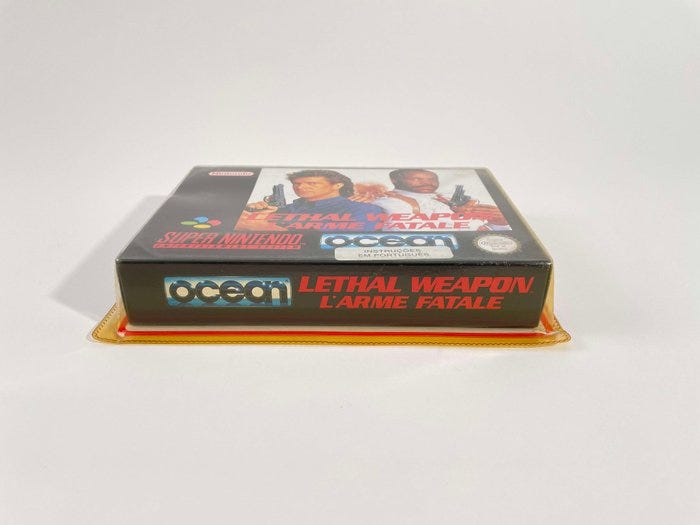 Nintendo
LETHAL WEAPON
L'ARME FATALE
SUPER NINTENDO
ocean
INSTRUÇÕES
EM PORTUGUÊS
ocean
LETHAL WEAPON
L'ARME FATALE